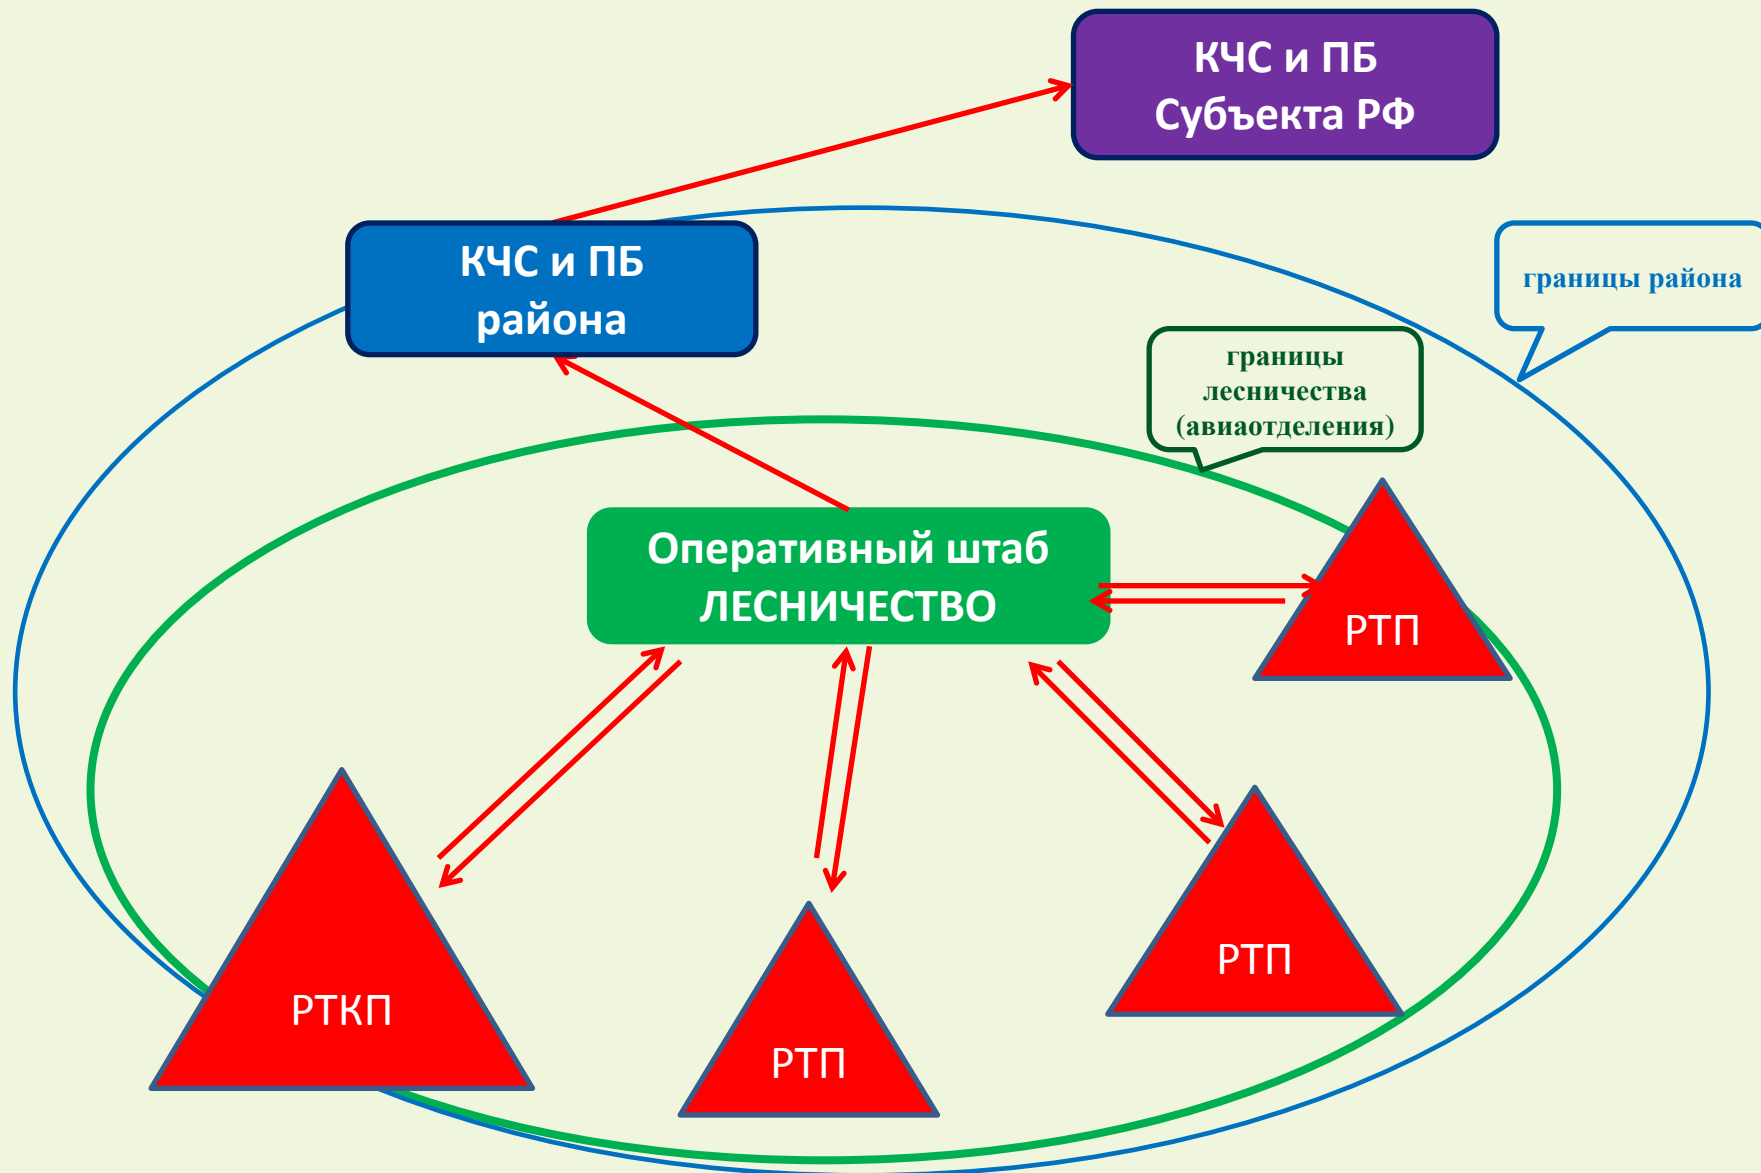 КЧС и ПБ
Субъекта РФ
КЧС и ПБ
района
границы района
границы
лесничества
(авиаотделения)
Оперативный штаб
ЛЕСНИЧЕСТВО
РТП
РТП
РТКП
РТП